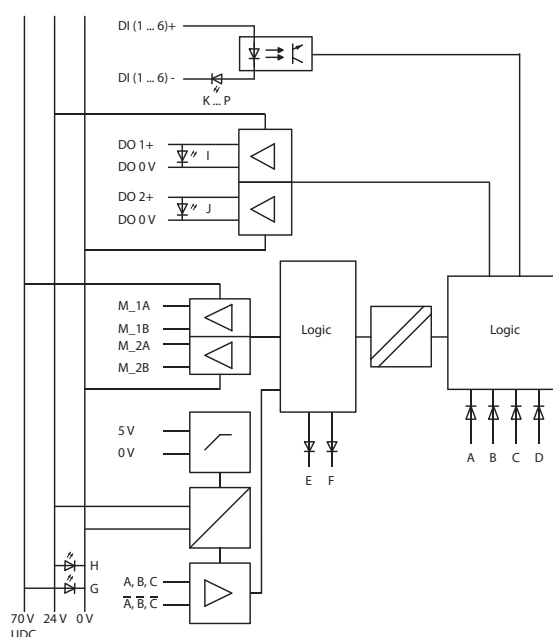 DI (1 ... 6)+
DI (1 ... 6) -
K ... P
DO 1+
I
DO 0 V
DO 2+
J
DO 0 V
M_1A
M_1B
M_2A
M_2B
Logic
Logic
A B C D
5 V
0 V
E F
H
G
A, B, C
A̅, B̅, C̅
70 V 24 V 0 V
UDC